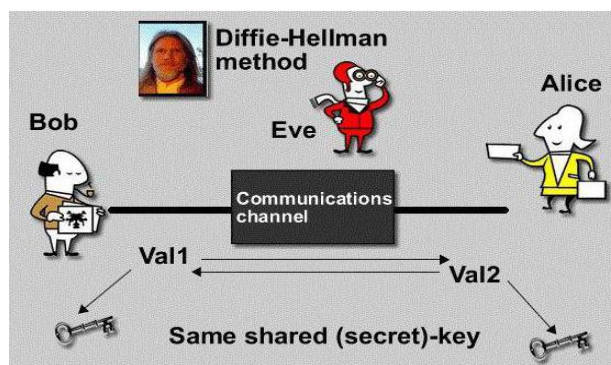 Diffie-Hellman
method
Bob
Eve
Alice
Communications
channel
Val1
Val2
Same shared (secret)-key